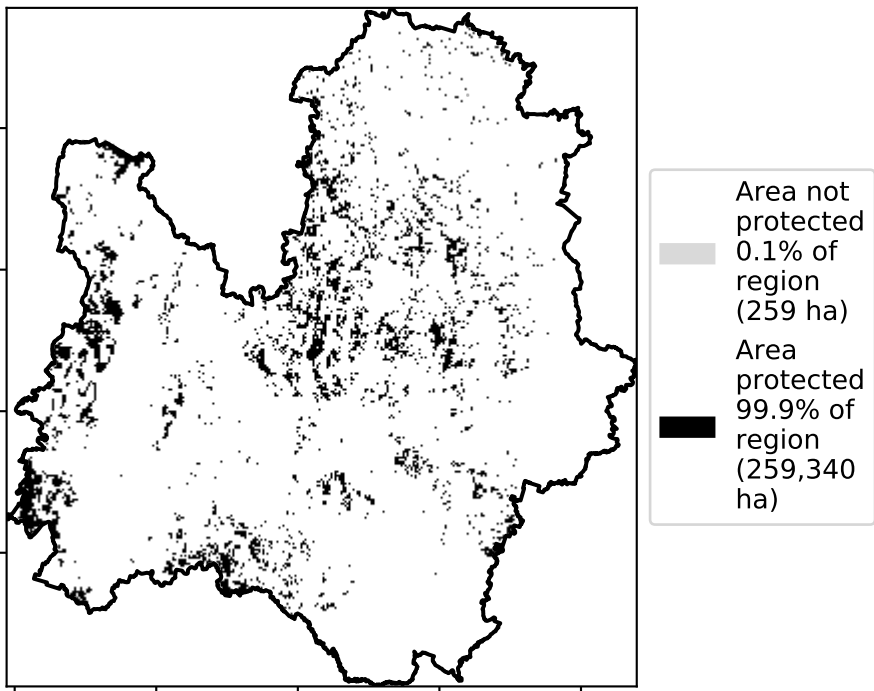 Area not
protected
0.1% of
region
(259 ha)
Area
protected
99.9% of
region
(259,340
ha)